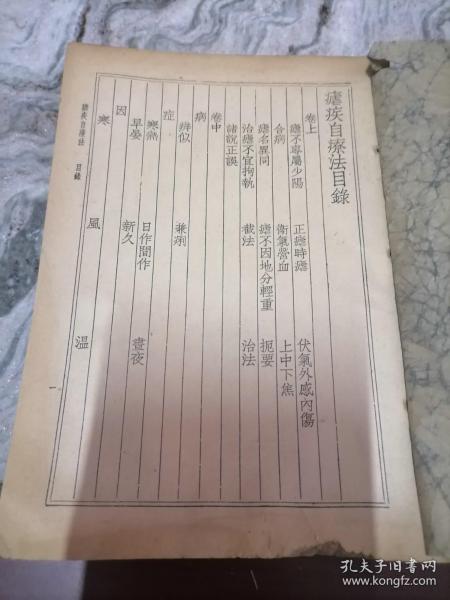 瘧疾自療法目錄
卷上
瘧不專屬少陽 正瘧時瘧 伏氣外感內傷
合病 衛氣營血 上中下焦
瘧名異同 瘧不因地分輕重 扼要
治瘧不宜拘執 截法 治法
諸說正誤
卷中
病
辨似 兼痢
症
寒熱 日作間作 晝夜
早晏 新久
因
寒 風 溫
瘧疾自療法 目錄 一
孔夫子旧书网
www.kongfz.com